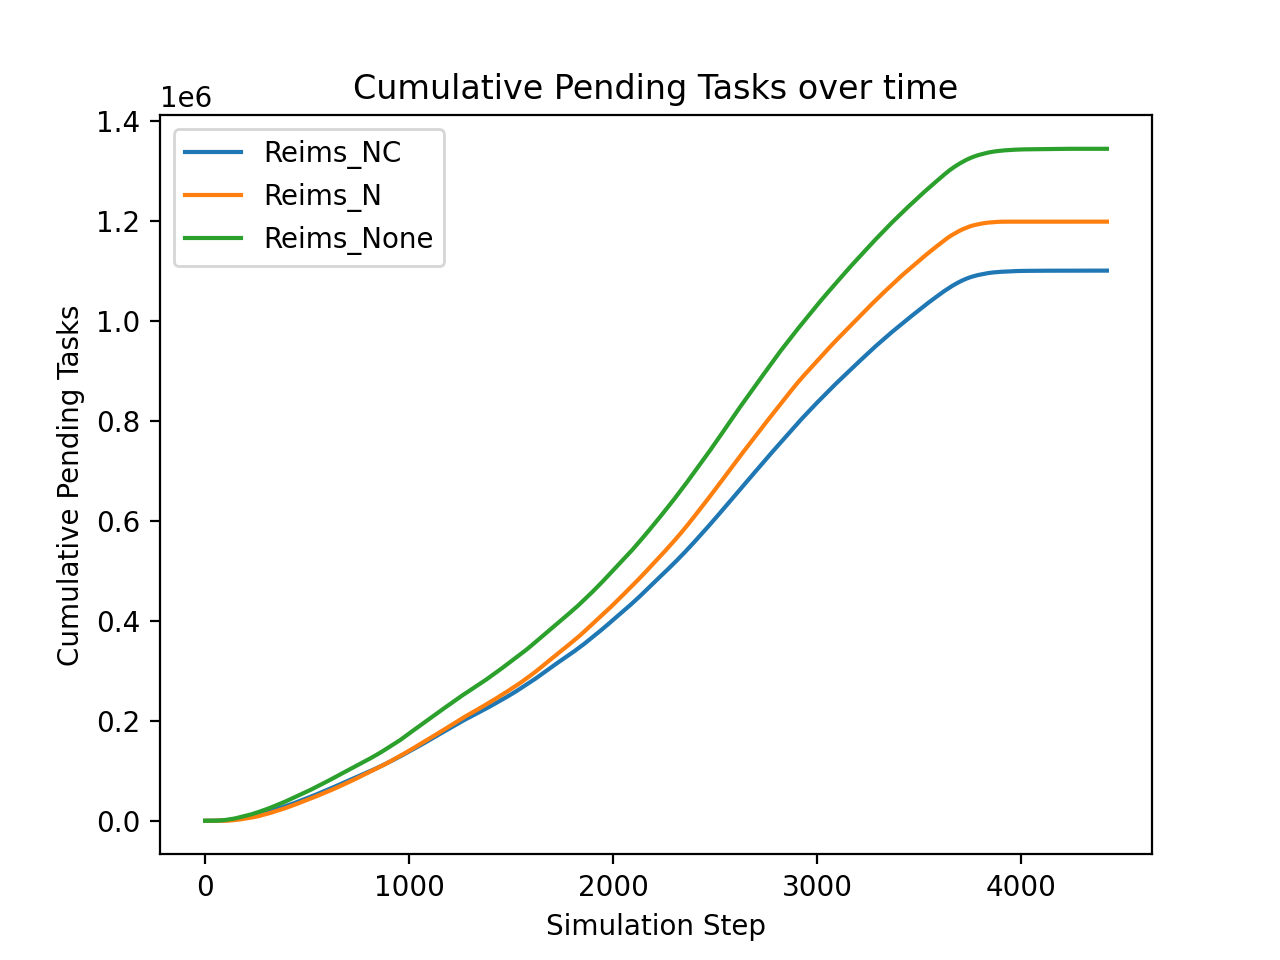 Cumulative Pending Tasks over time
1e6
1.4
1.2
1.0
0.8
0.6
0.4
0.2
0.0
Cumulative Pending Tasks
Reims_NC
Reims_N
Reims_None
0 1000 2000 3000 4000
Simulation Step